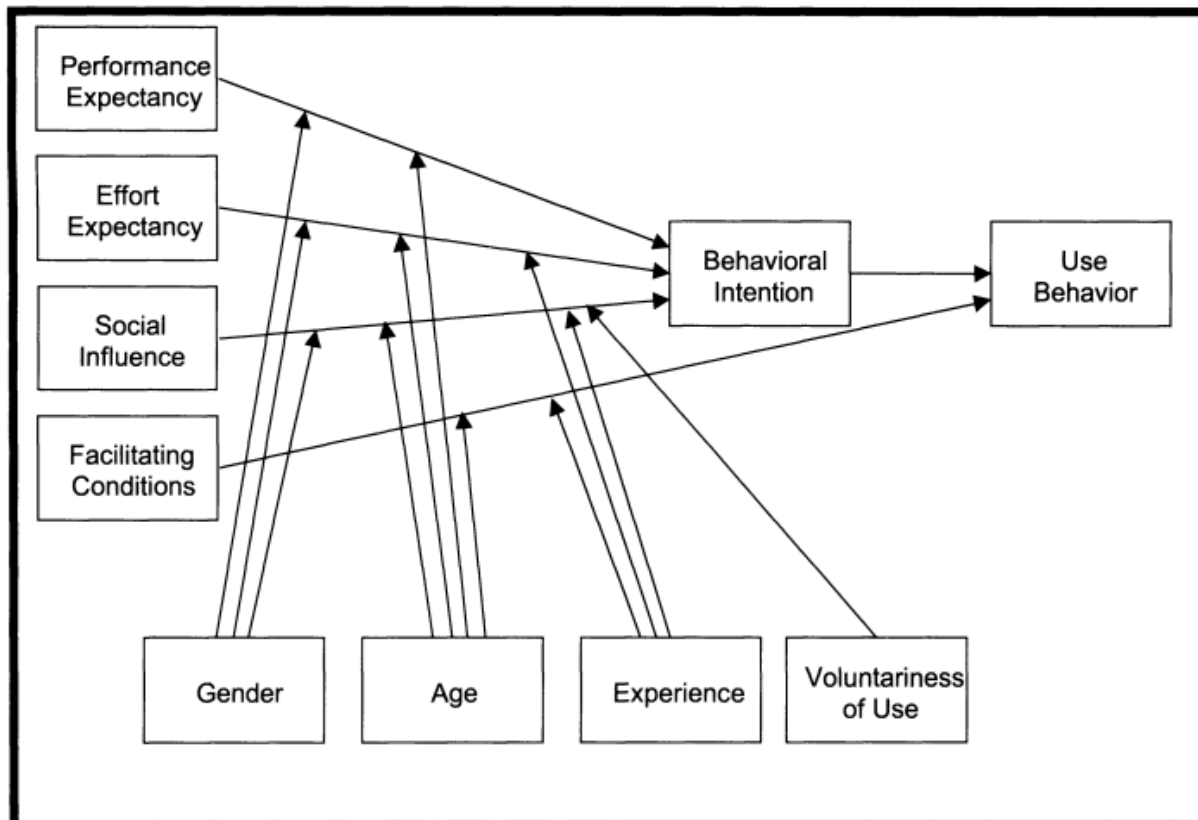 Performance
Expectancy
Effort
Expectancy
Social
Influence
Facilitating
Conditions
Behavioral
Intention
Use
Behavior
Gender
Age
Experience
Voluntariness
of Use